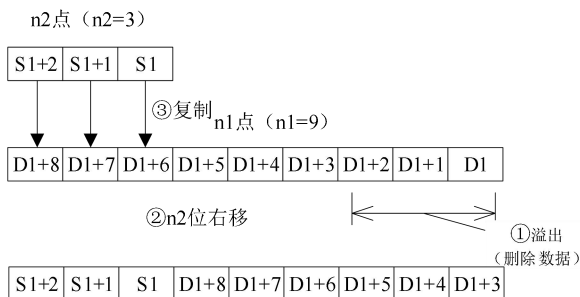 n2点（n2=3）
S1+2 S1+1 S1
③复制
n1点（n1=9）
D1+8 D1+7 D1+6 D1+5 D1+4 D1+3 D1+2 D1+1 D1
②n2位右移
①溢出
（删除数据）
S1+2 S1+1 S1 D1+8 D1+7 D1+6 D1+5 D1+4 D1+3